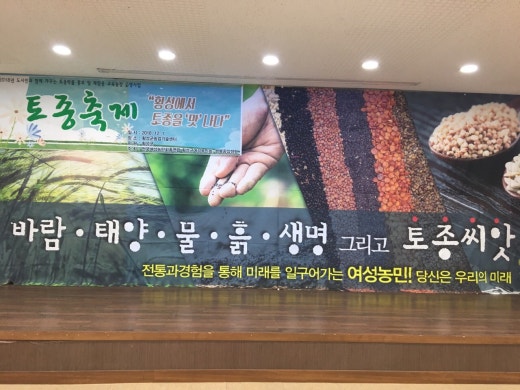 토종축제
"횡성에서
토종을 '맛' 나다"
바람 · 태양 · 물 · 흙 · 생명 그리고 토종씨앗
전통과경험을 통해 미래를 일구어가는 여성농민! 당신은 우리의 미래